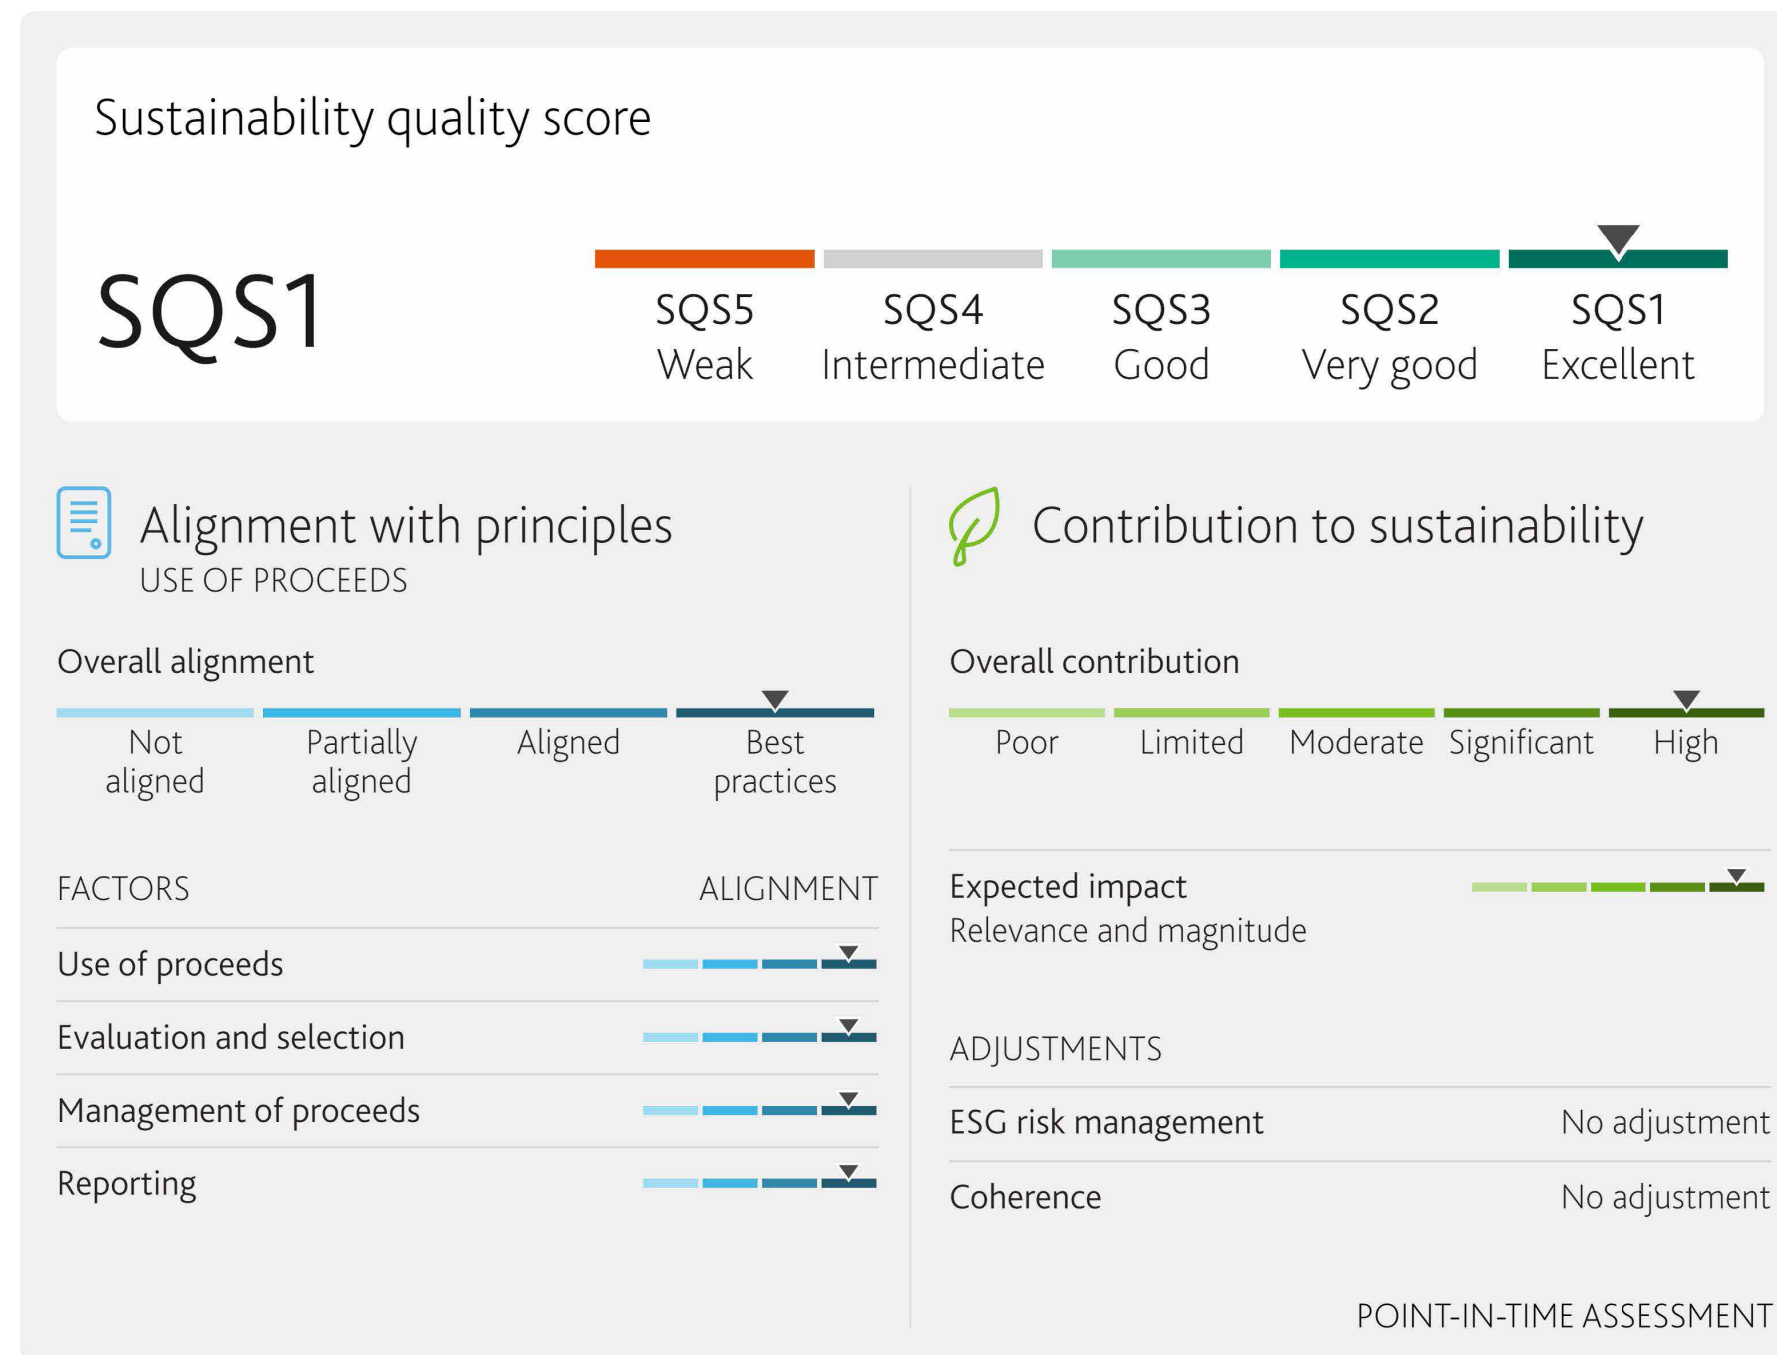 Sustainability quality score
SQS1
SQS5 SQS4 SQS3 SQS2 SQS1
Weak Intermediate Good Very good Excellent
Alignment with principles
USE OF PROCEEDS
Overall alignment
Not Partially Aligned Best
aligned aligned practices
FACTORS ALIGNMENT
Use of proceeds
Evaluation and selection
Management of proceeds
Reporting
Contribution to sustainability
Overall contribution
Poor Limited Moderate Significant High
Expected impact
Relevance and magnitude
ADJUSTMENTS
ESG risk management No adjustment
Coherence No adjustment
POINT-IN-TIME ASSESSMENT